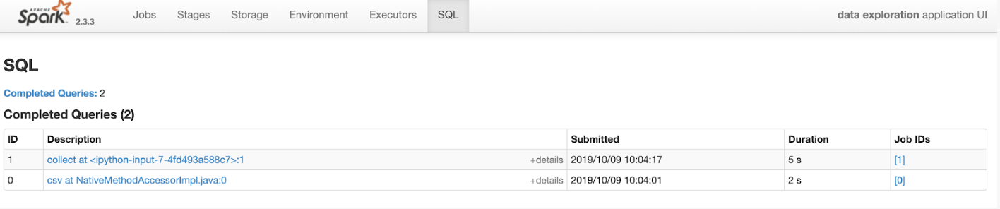 APACHE
Spark 2.3.3 Jobs Stages Storage Environment Executors SQL data exploration application UI
SQL
Completed Queries: 2
Completed Queries (2)
ID Description Submitted Duration Job IDs
1 collect at <ipython-input-7-4fd493a588c7>:1 +details 2019/10/09 10:04:17 5 s [1]
0 csv at NativeMethodAccessorImpl.java:0 +details 2019/10/09 10:04:01 2 s [0]